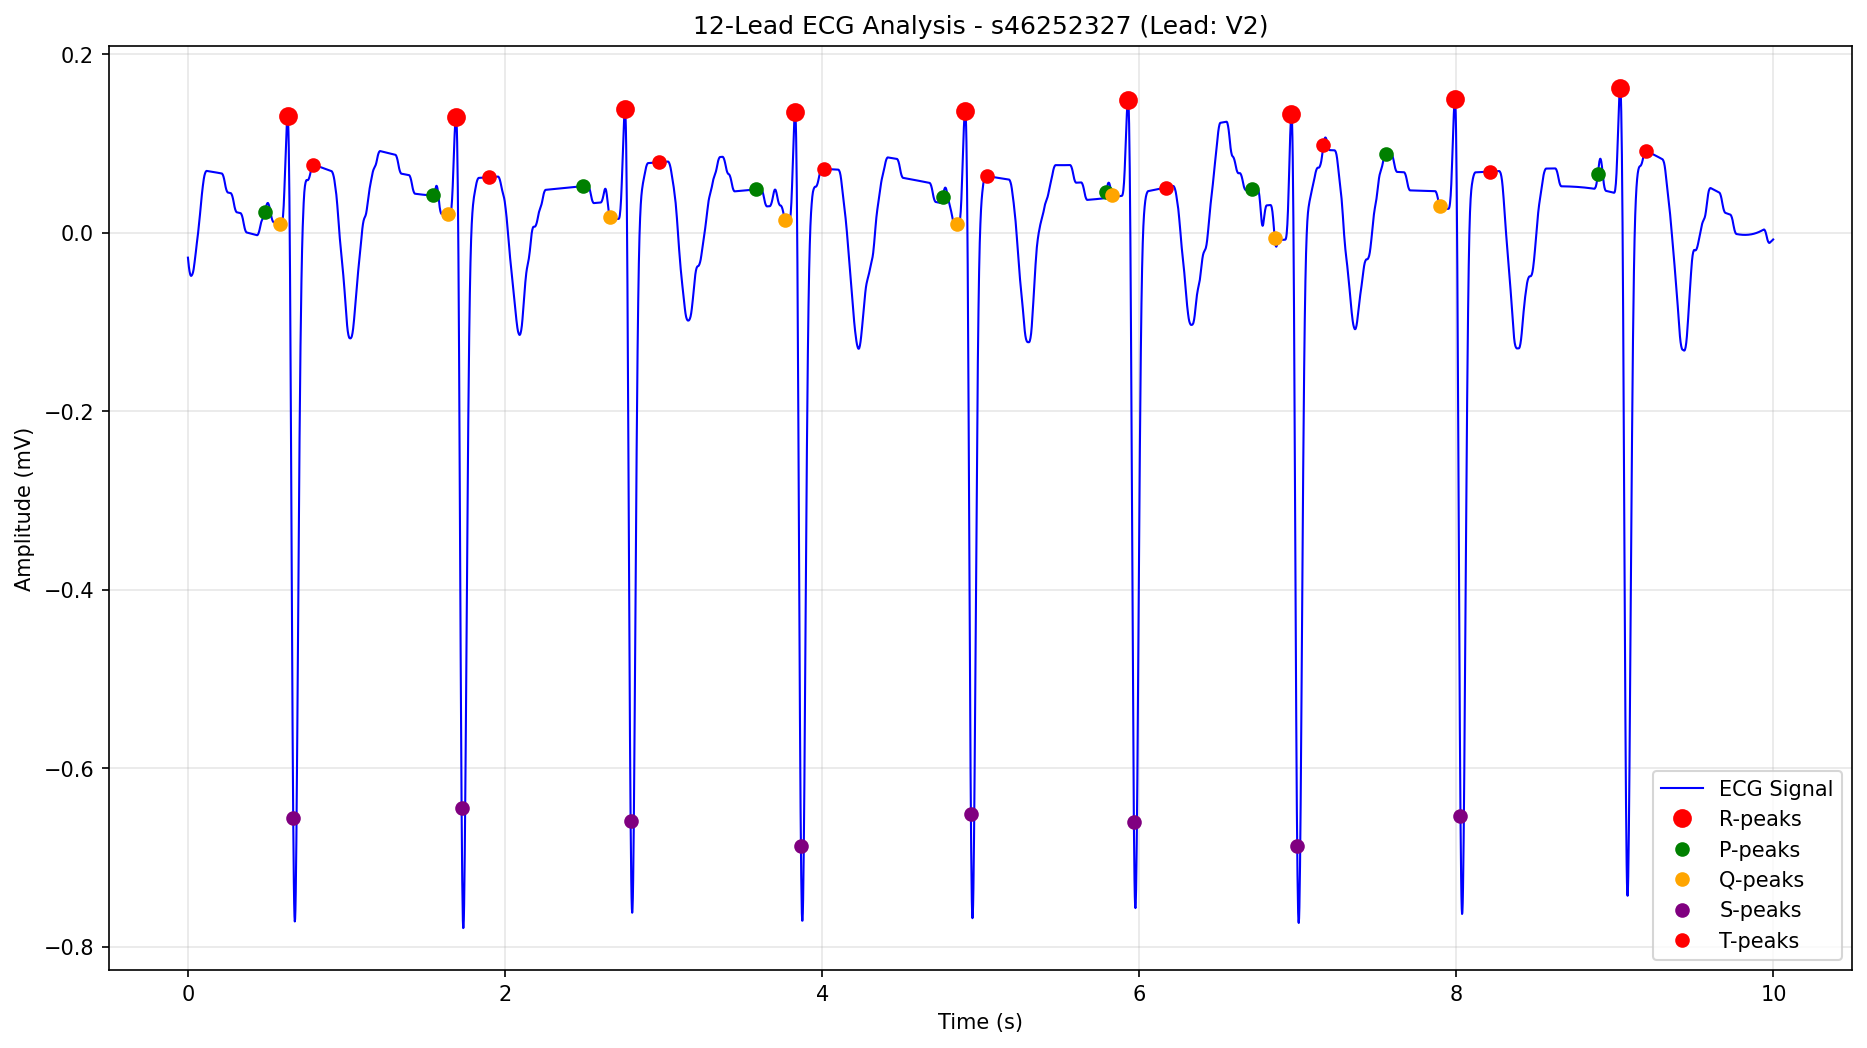 12-Lead ECG Analysis - s46252327 (Lead: V2)
Amplitude (mV)
0.2
0.0
−0.2
−0.4
−0.6
−0.8
0 2 4 6 8 10
Time (s)
ECG Signal
R-peaks
P-peaks
Q-peaks
S-peaks
T-peaks